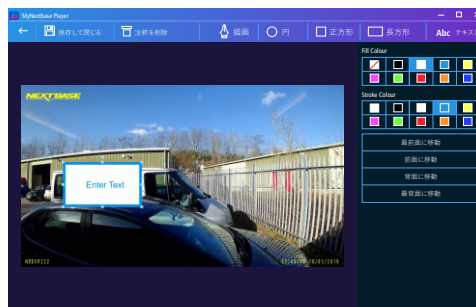 MyNextbase Player
保存して閉じる
注釈を削除
描画
円
正方形
長方形
Abc
Fill Colour
NEXTBASE
Stroke Colour
最前面に移動
前面に移動
背面に移動
最背面に移動
Enter Text